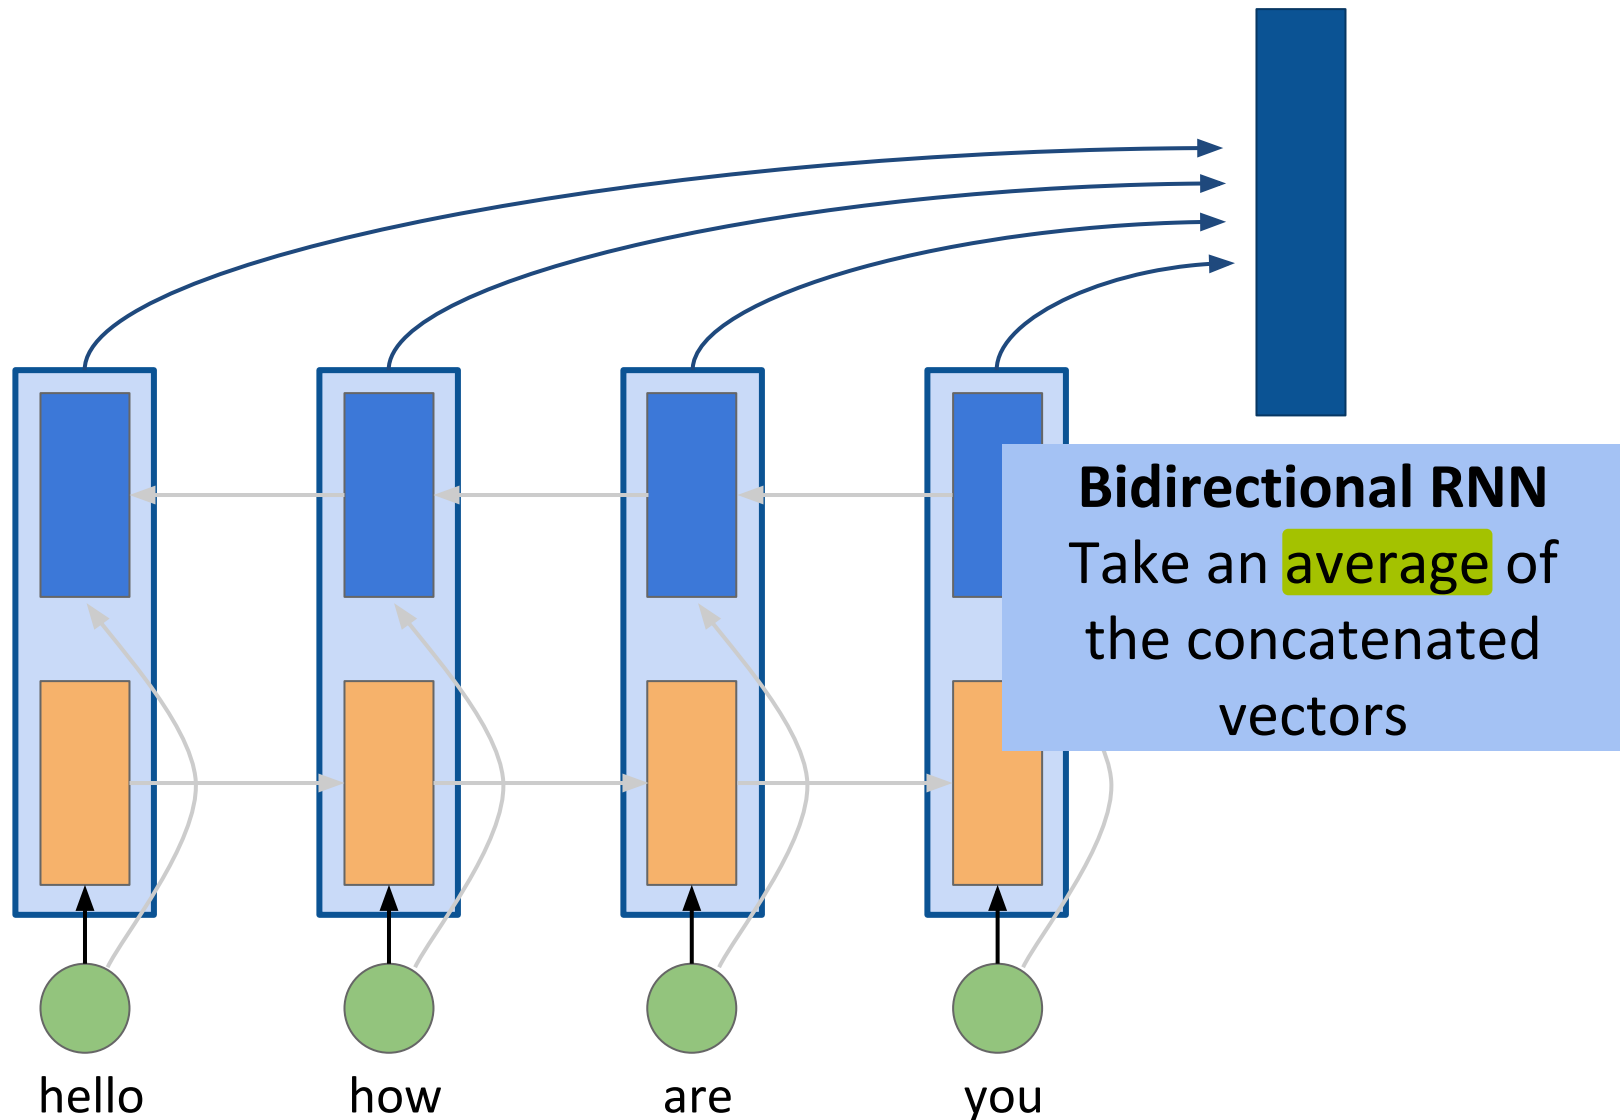 Bidirectional RNN
Take an average of
the concatenated
vectors
hello how are you